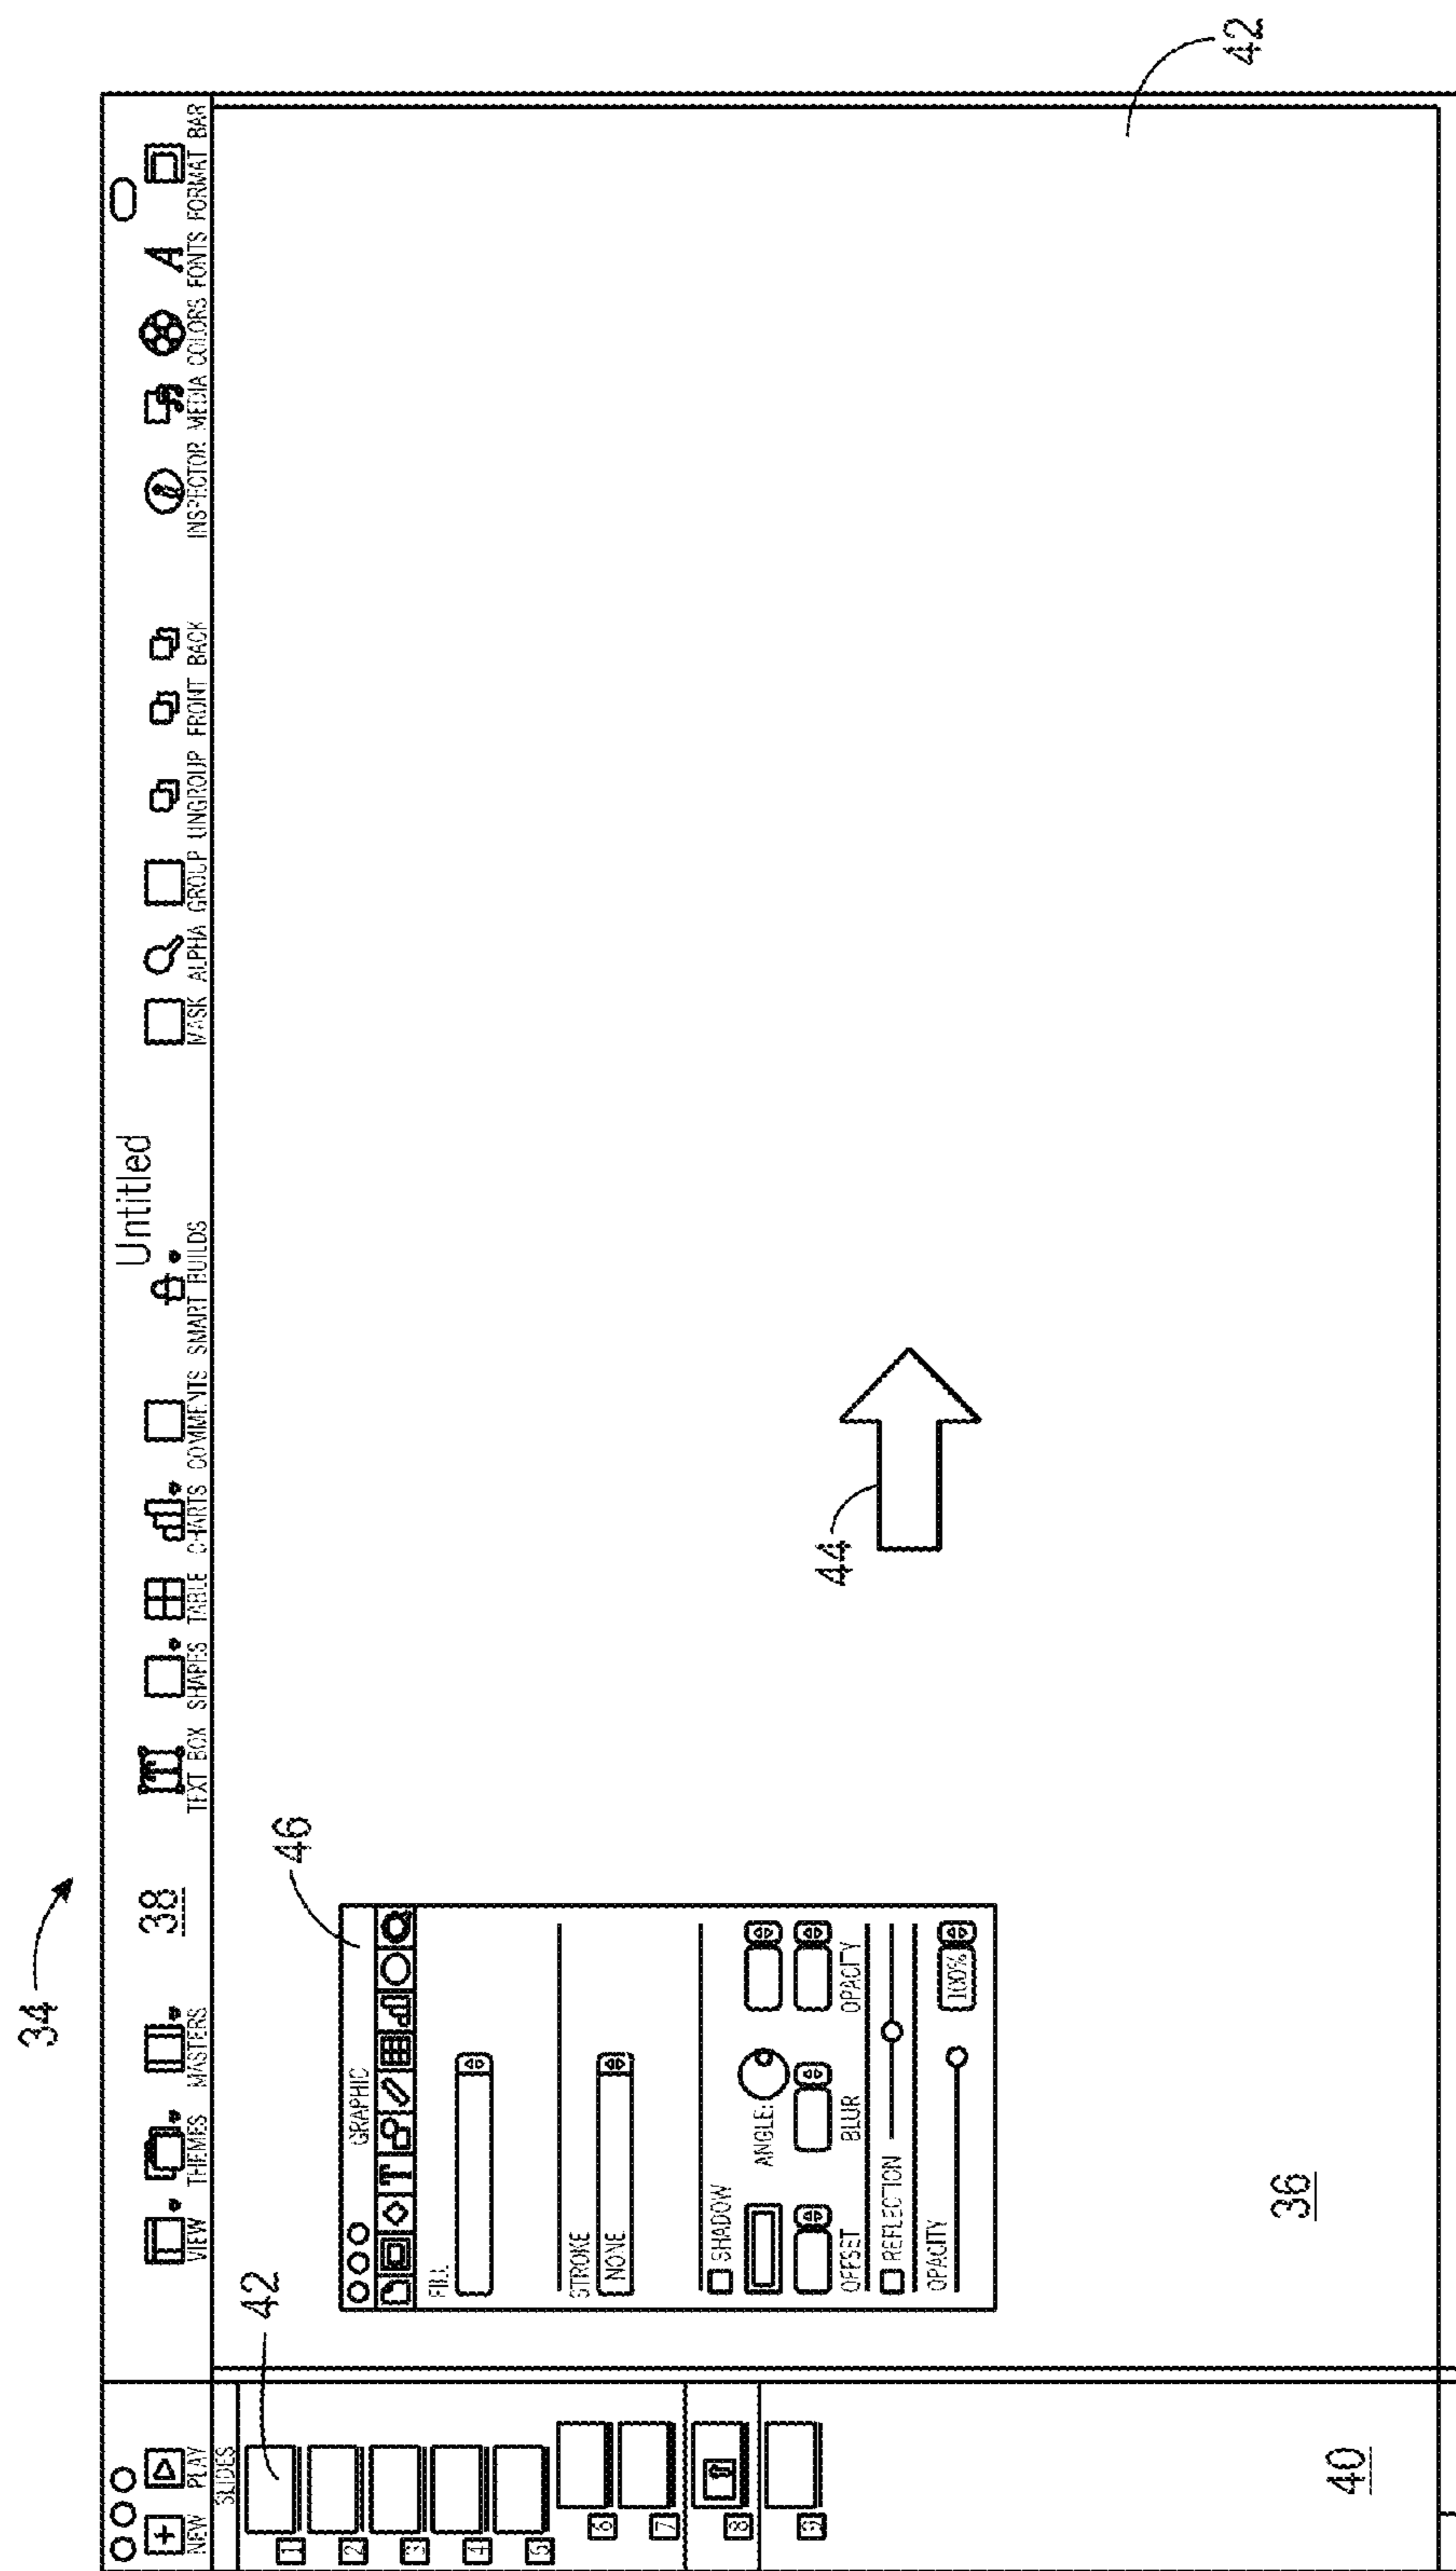 34
Untitled
NEW PLAY VIEW THEMES MASTERS 38 TEXT BOX SHAPES TABLE CHARTS COMMENTS SMART BUILDS MASK ALPHA GROUP UNGROUP FRONT BACK INSPECTOR MEDIA COLORS FONTS FORMAT BAR
SLIDES
42
1
2
3
4
5
6
7
8
9
40
46
GRAPHIC
T
FILL
STROKE
NONE
SHADOW
ANGLE:
OFFSET BLUR OPACITY
REFLECTION
OPACITY
100%
44
36
42